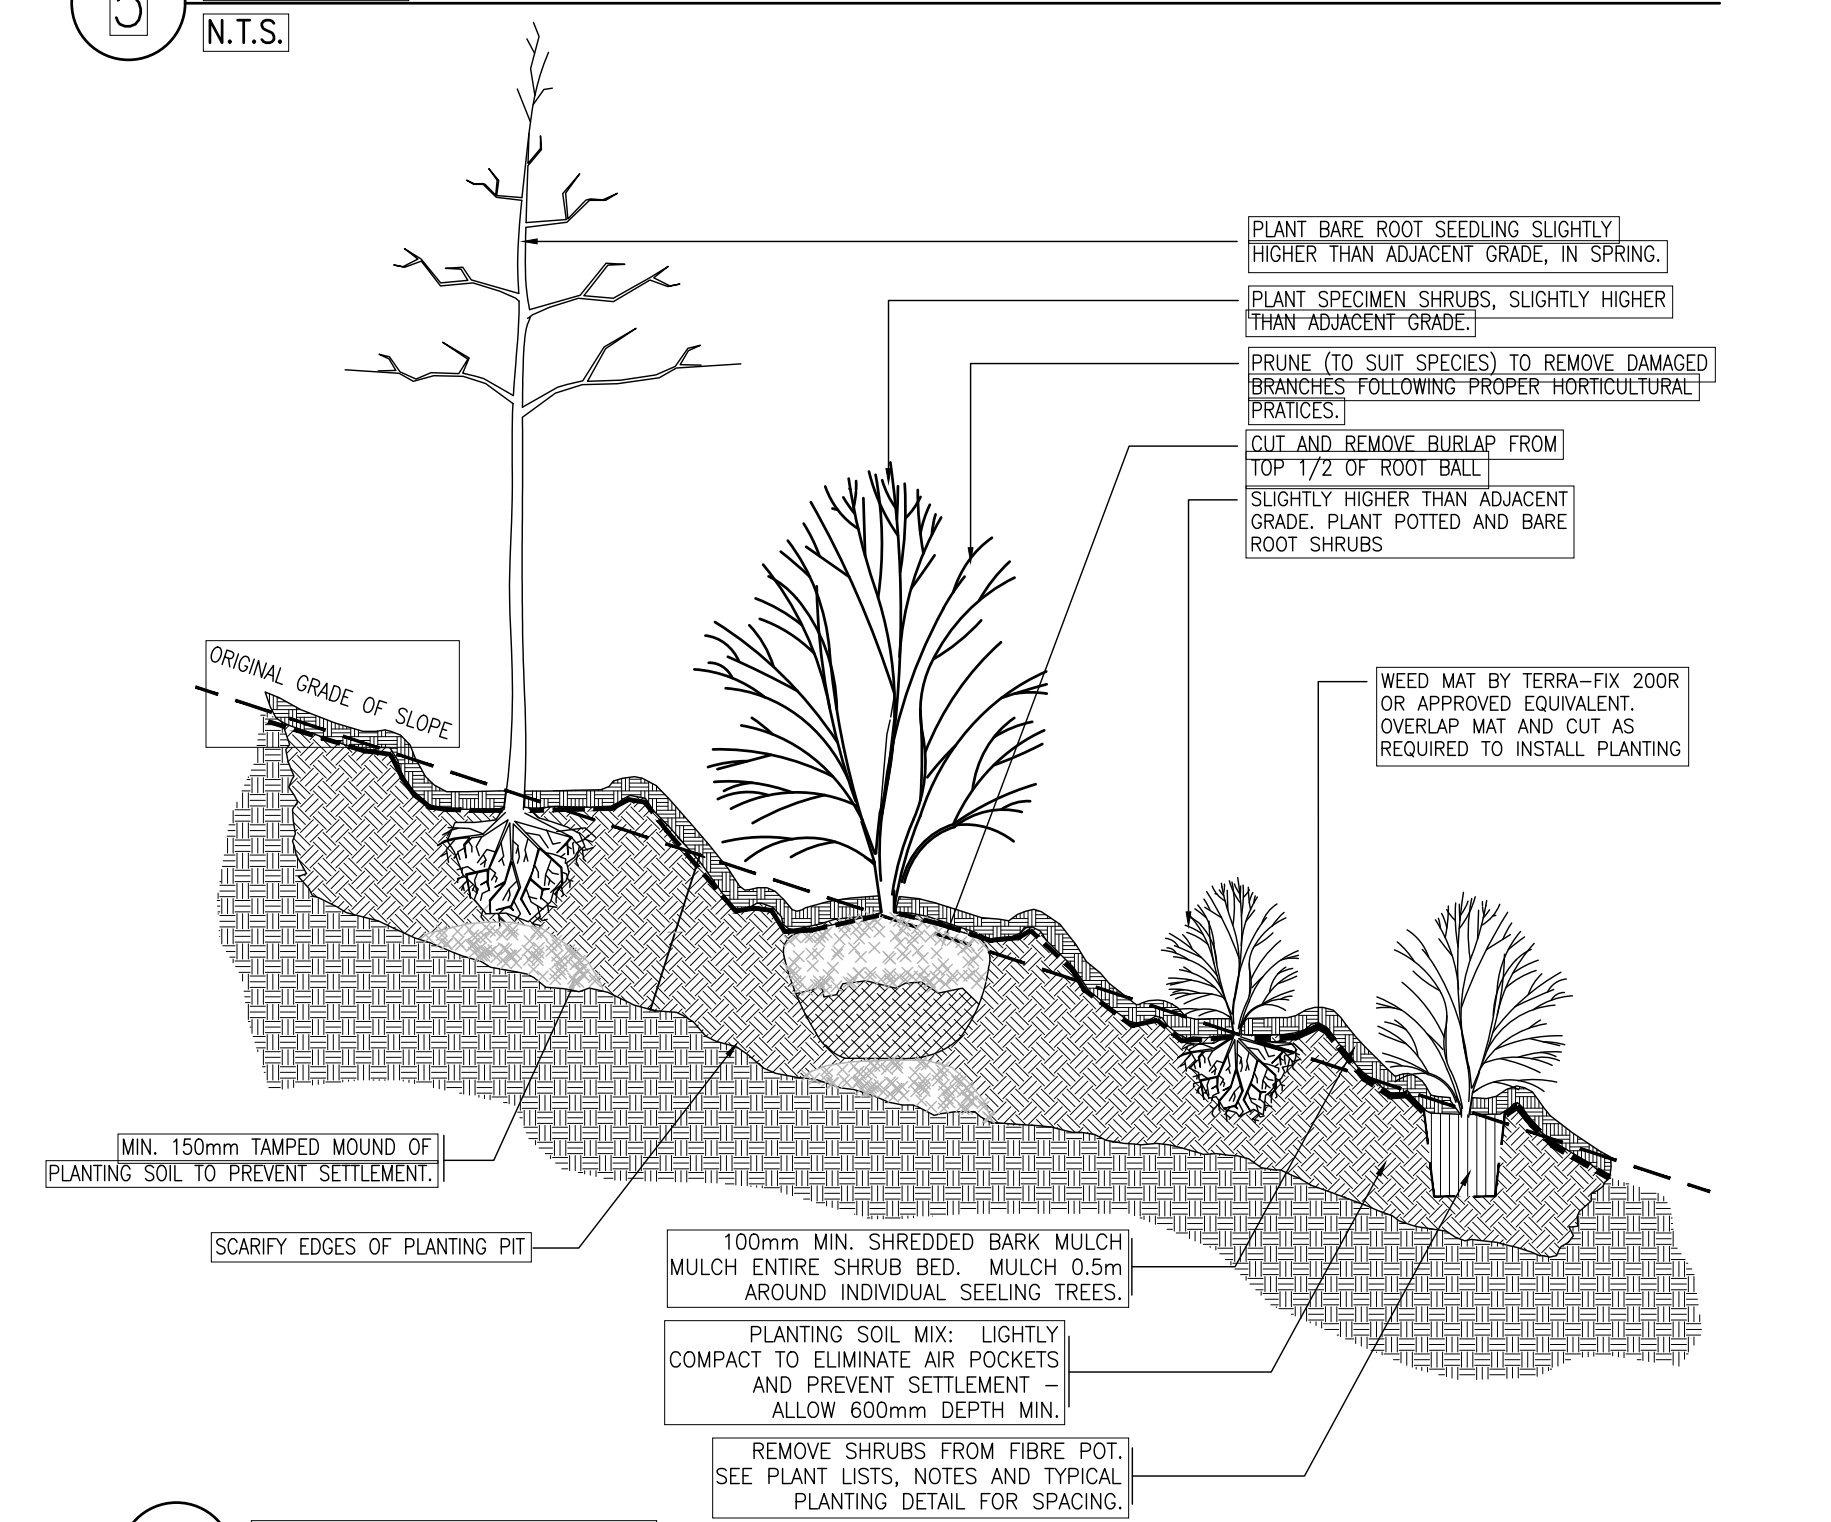 5
N.T.S.
PLANT BARE ROOT SEEDLING SLIGHTLY
HIGHER THAN ADJACENT GRADE, IN SPRING.
PLANT SPECIMEN SHRUBS, SLIGHTLY HIGHER
THAN ADJACENT GRADE.
PRUNE (TO SUIT SPECIES) TO REMOVE DAMAGED
BRANCHES FOLLOWING PROPER HORTICULTURAL
PRATICES.
CUT AND REMOVE BURLAP FROM
TOP 1/2 OF ROOT BALL
SLIGHTLY HIGHER THAN ADJACENT
GRADE. PLANT POTTED AND BARE
ROOT SHRUBS
ORIGINAL GRADE OF SLOPE
WEED MAT BY TERRA-FIX 200R
OR APPROVED EQUIVALENT.
OVERLAP MAT AND CUT AS
REQUIRED TO INSTALL PLANTING
MIN. 150mm TAMPED MOUND OF
PLANTING SOIL TO PREVENT SETTLEMENT.
SCARIFY EDGES OF PLANTING PIT
100mm MIN. SHREDDED BARK MULCH
MULCH ENTIRE SHRUB BED. MULCH 0.5m
AROUND INDIVIDUAL SEELING TREES.
PLANTING SOIL MIX: LIGHTLY
COMPACT TO ELIMINATE AIR POCKETS
AND PREVENT SETTLEMENT -
ALLOW 600mm DEPTH MIN.
REMOVE SHRUBS FROM FIBRE POT.
SEE PLANT LISTS, NOTES AND TYPICAL
PLANTING DETAIL FOR SPACING.